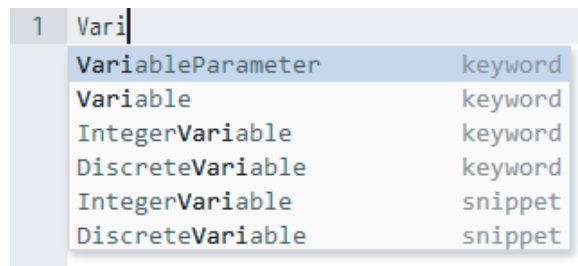 1 Vari
VariableParameter keyword
Variable keyword
IntegerVariable keyword
DiscreteVariable keyword
IntegerVariable snippet
DiscreteVariable snippet